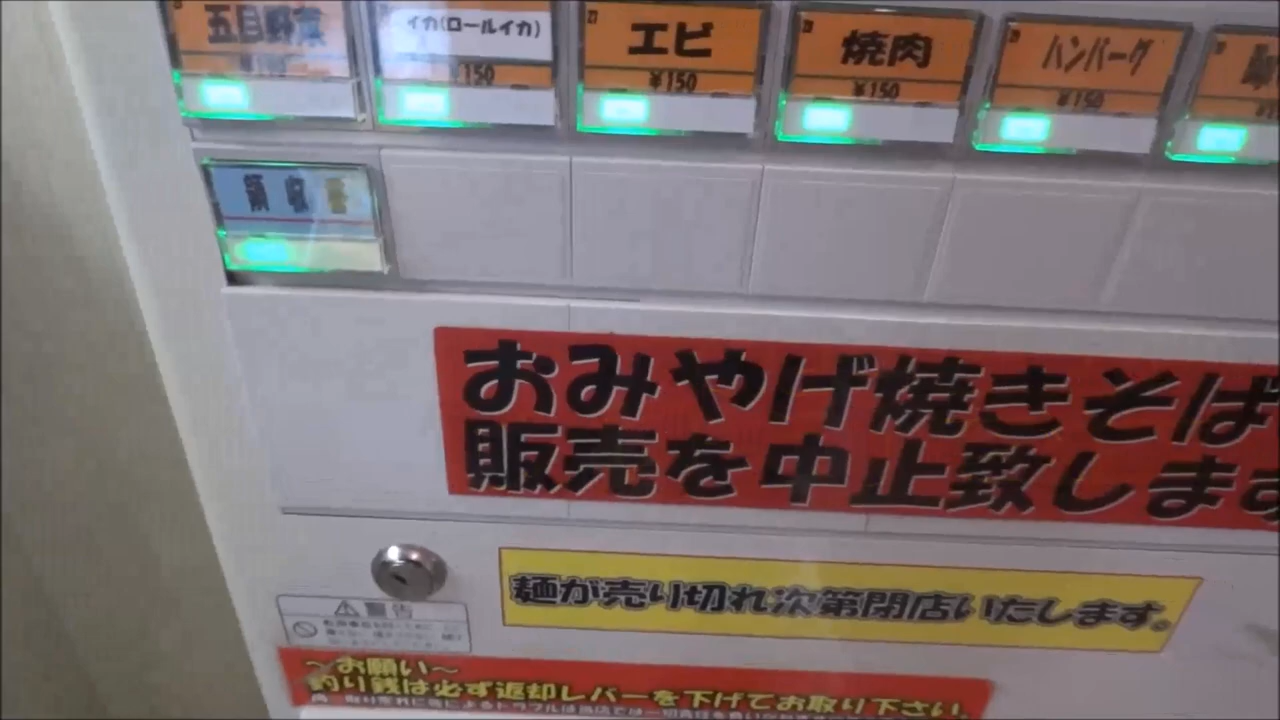 五目野菜
イカ(ロールイカ)
150
エビ
¥150
焼肉
¥150
ハンバーグ
¥150
領収書
おみやげ焼きそば
販売を中止致します
麺が売り切れ次第閉店いたします。
警告
～お願い～
釣り銭は必ず返却レバーを下げてお取り下さい。